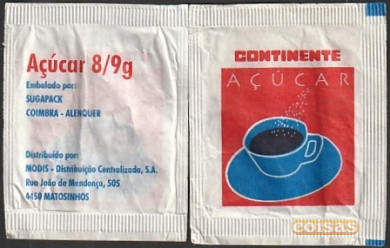 Açúcar 8/9g
Embalado por:
SUGAPACK
COIMBRA - ALENQUER
Distribuído por:
MODIS - Distribuição Centralizada, S.A.
Rua João de Mendonça, 505
4450 MATOSINHOS
CONTINENTE
AÇÚCAR
coisas